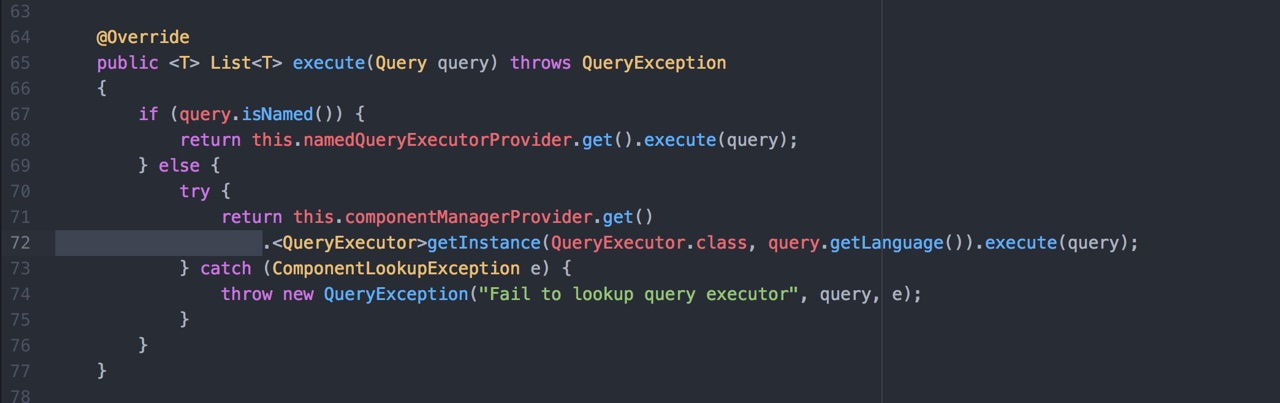 63
64     @Override
65     public <T> List<T> execute(Query query) throws QueryException
66     {
67         if (query.isNamed()) {
68             return this.namedQueryExecutorProvider.get().execute(query);
69         } else {
70             try {
71                 return this.componentManagerProvider.get()
72                     .<QueryExecutor>getInstance(QueryExecutor.class, query.getLanguage()).execute(query);
73             } catch (ComponentLookupException e) {
74                 throw new QueryException("Fail to lookup query executor", query, e);
75             }
76         }
77     }
78